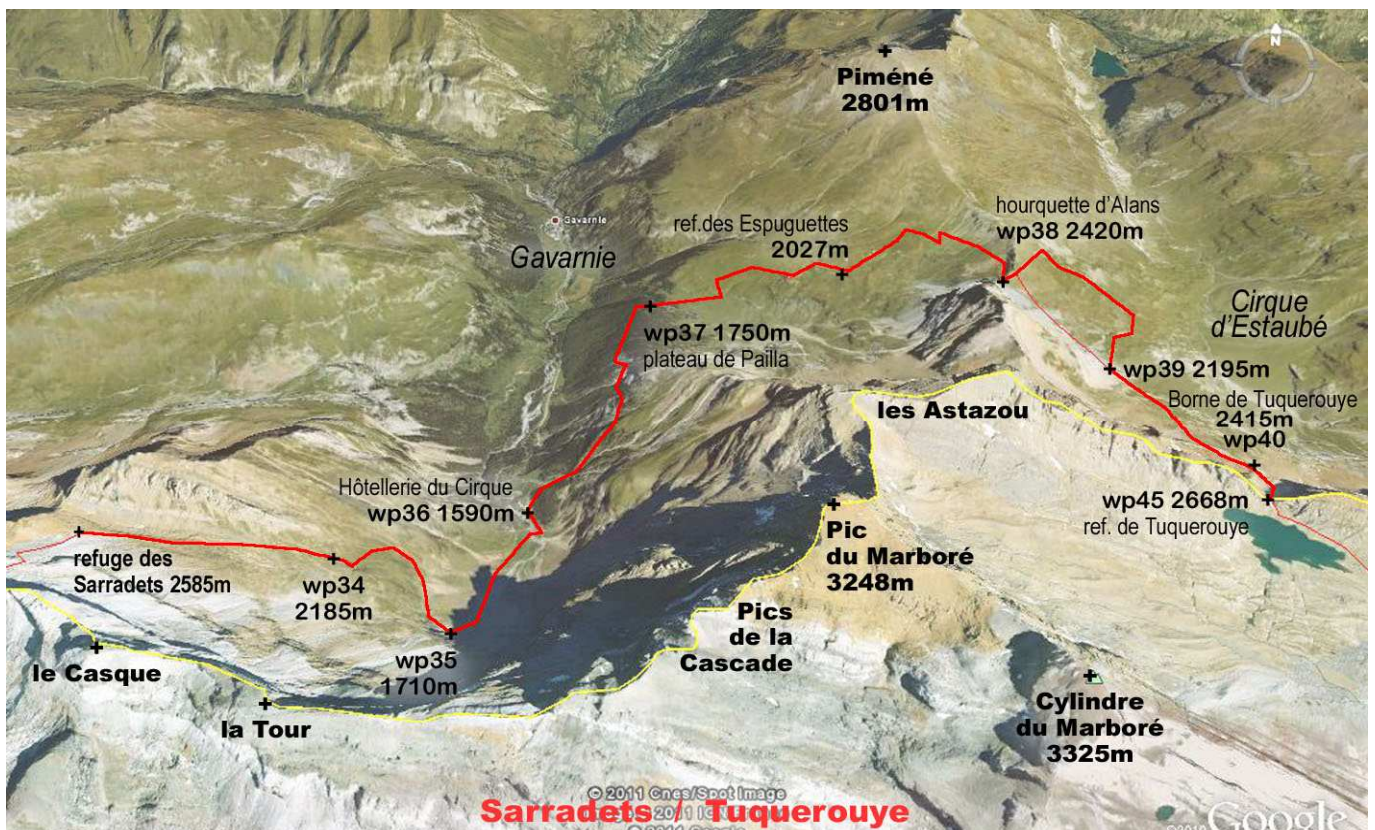 N
Piméné
2801m
hourquette d'Alans
wp38 2420m
ref.des Espuguettes
2027m
Gavarnie
Gavarnie
Cirque
d'Estaubé
wp37 1750m
plateau de Pailla
wp39 2195m
Borne de Tuquerouye
2415m
wp40
les Astazou
Hôtellerie du Cirque
wp36 1590m
wp45 2668m
ref. de Tuquerouye
Pic
du Marboré
3248m
refuge des
Sarradets 2585m
wp34
2185m
Pics
de la
Cascade
wp35
1710m
le Casque
la Tour
Cylindre
du Marboré
3325m
© 2011 Cnes/Spot Image
Sarradets / Tuquerouye
Google